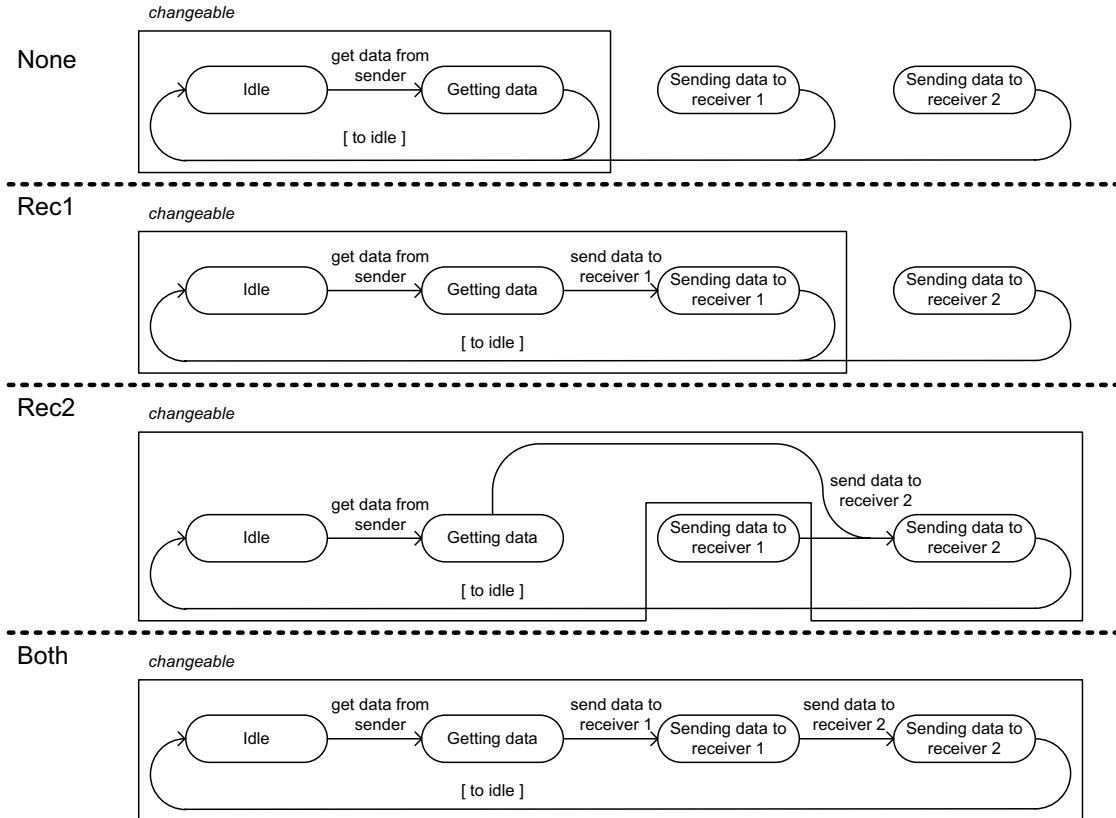 changeable
None
get data from
sender
Idle
Getting data
Sending data to
receiver 1
Sending data to
receiver 2
[ to idle ]
Rec1
changeable
get data from
sender
send data to
receiver 1
Idle
Getting data
Sending data to
receiver 1
Sending data to
receiver 2
[ to idle ]
Rec2
changeable
send data to
receiver 2
get data from
sender
Idle
Getting data
Sending data to
receiver 1
Sending data to
receiver 2
[ to idle ]
Both
changeable
get data from
sender
send data to
receiver 1
send data to
receiver 2
Idle
Getting data
Sending data to
receiver 1
Sending data to
receiver 2
[ to idle ]